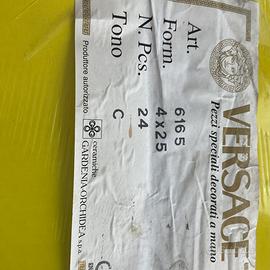 VERSACE
Pezzi speciali decorati a mano
Art. 6165
Form. 4x25
N. Pcs. 24
Tono C
Produttore autorizzato
ceramiche
GARDENIA-ORCHIDEA s.p.a.